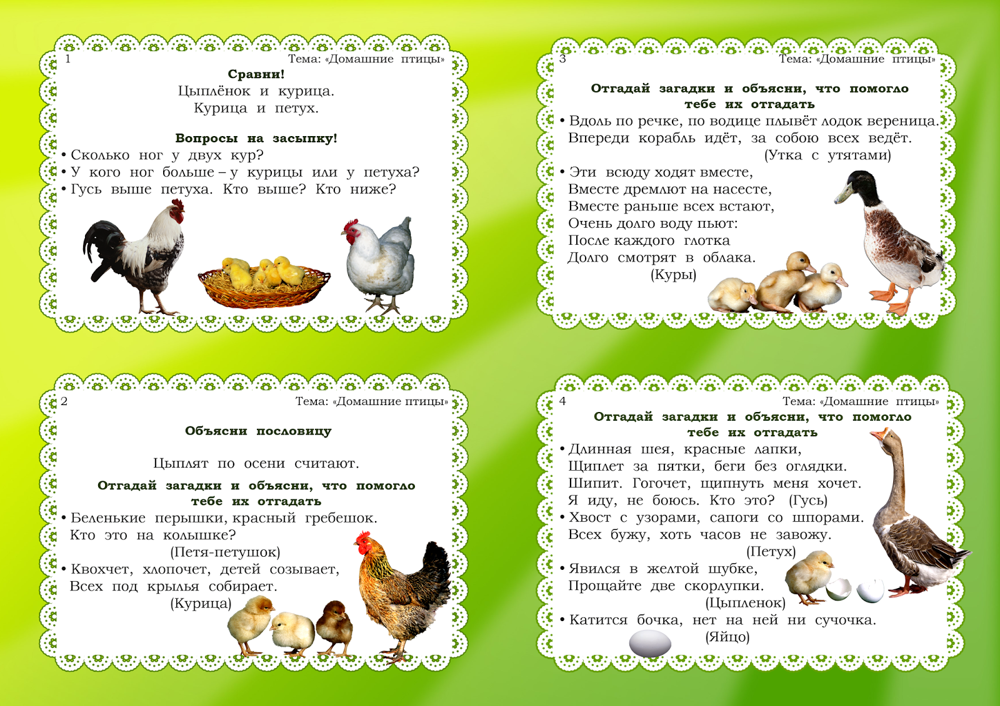 1 Тема: «Домашние птицы»
Сравни!
Цыплёнок и курица.
Курица и петух.
Вопросы на засыпку!
• Сколько ног у двух кур?
• У кого ног больше – у курицы или у петуха?
• Гусь выше петуха. Кто выше? Кто ниже?
2 Тема: «Домашние птицы»
Объясни пословицу
Цыплят по осени считают.
Отгадай загадки и объясни, что помогло
тебе их отгадать
• Беленькие перышки, красный гребешок.
Кто это на колышке?
(Петя-петушок)
• Квохчет, хлопочет, детей созывает,
Всех под крылья собирает.
(Курица)
3 Тема: «Домашние птицы»
Отгадай загадки и объясни, что помогло
тебе их отгадать
• Вдоль по речке, по водице плывёт лодок вереница.
Впереди корабль идёт, за собою всех ведёт.
(Утка с утятами)
• Эти всюду ходят вместе,
Вместе дремлют на насесте,
Вместе раньше всех встают,
Очень долго воду пьют:
После каждого глотка
Долго смотрят в облака.
(Куры)
4 Тема: «Домашние птицы»
Отгадай загадки и объясни, что помогло
тебе их отгадать
• Длинная шея, красные лапки,
Щиплет за пятки, беги без оглядки.
Шипит. Гогочет, щипнуть меня хочет.
Я иду, не боюсь. Кто это? (Гусь)
• Хвост с узорами, сапоги со шпорами.
Всех бужу, хоть часов не завожу.
(Петух)
• Явился в желтой шубке,
Прощайте две скорлупки.
(Цыпленок)
• Катится бочка, нет на ней ни сучочка.
(Яйцо)